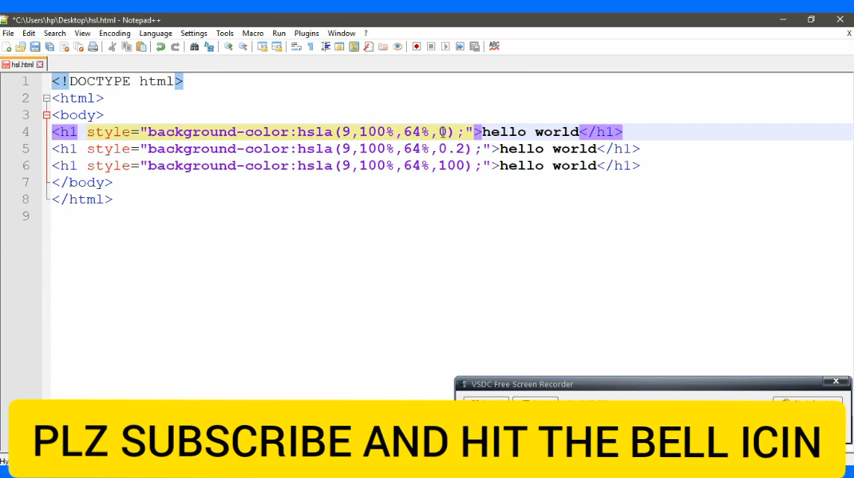 *C:\Users\hp\Desktop\hsl.html - Notepad++
File Edit Search View Encoding Language Settings Tools Macro Run Plugins Window ? X
hsl.html
1 <!DOCTYPE html>
2 <html>
3 <body>
4 <h1 style="background-color:hsla(9,100%,64%,0);">hello world</h1>
5 <h1 style="background-color:hsla(9,100%,64%,0.2);">hello world</h1>
6 <h1 style="background-color:hsla(9,100%,64%,100);">hello world</h1>
7 </body>
8 </html>
9
VSDC Free Screen Recorder
PLZ SUBSCRIBE AND HIT THE BELL ICIN